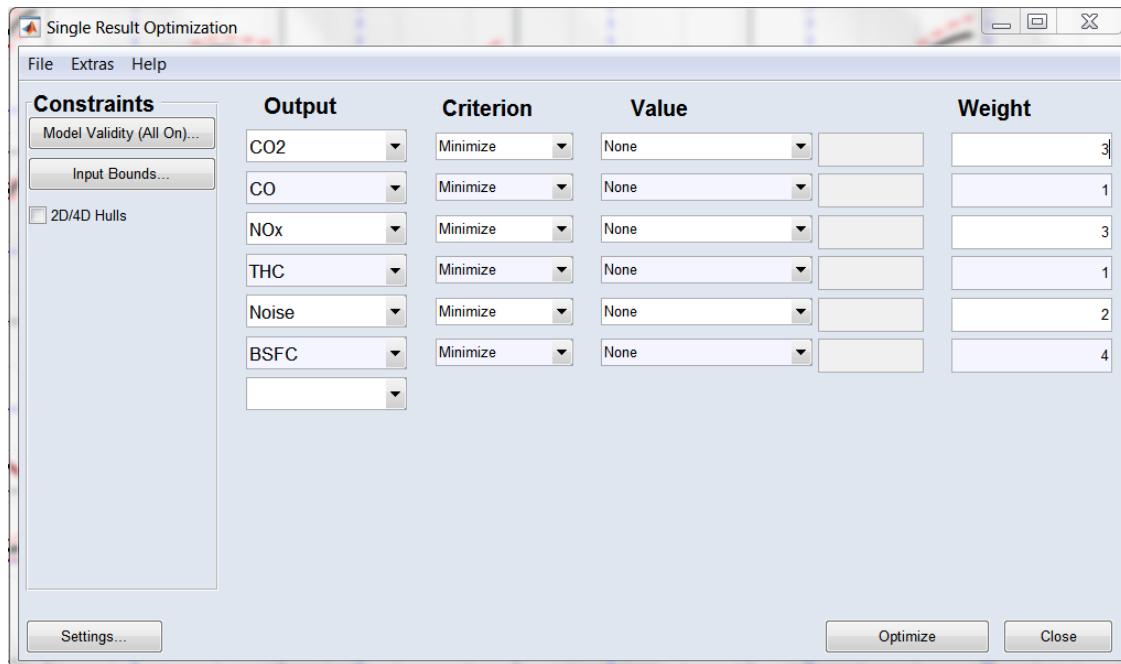 Single Result Optimization
File Extras Help
Constraints Output Criterion Value Weight
Model Validity (All On)...
CO2 Minimize None 3
Input Bounds...
CO Minimize None 1
2D/4D Hulls
NOx Minimize None 3
THC Minimize None 1
Noise Minimize None 2
BSFC Minimize None 4
Settings... Optimize Close